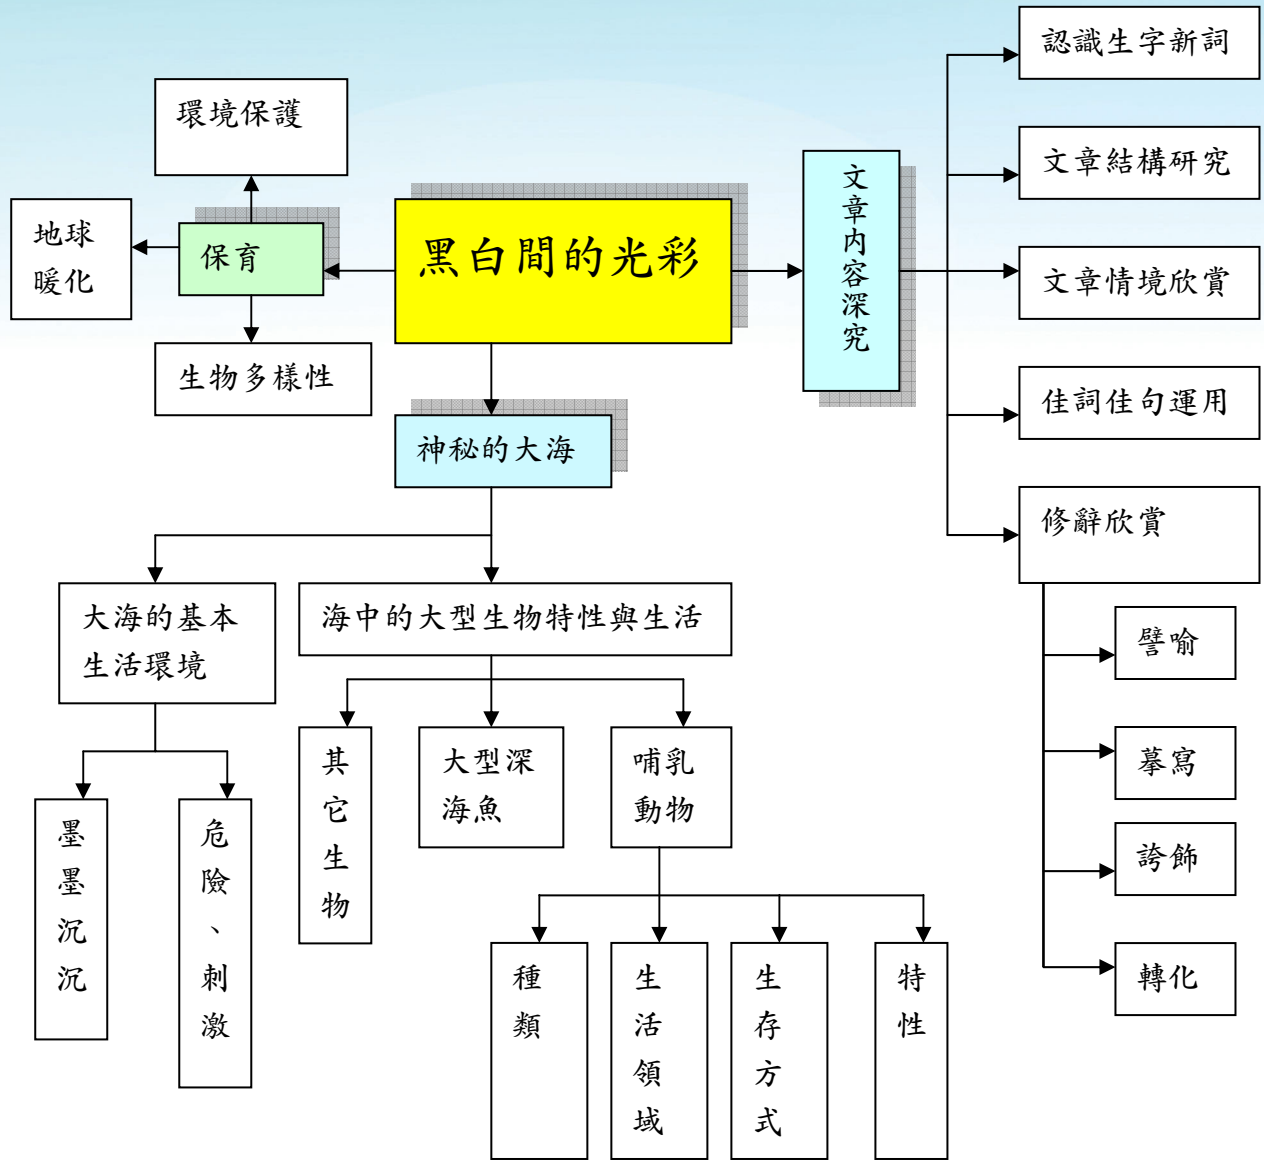 黑白間的光彩
保育
環境保護
地球
暖化
生物多樣性
文章內容深究
認識生字新詞
文章結構研究
文章情境欣賞
佳詞佳句運用
修辭欣賞
譬喻
摹寫
誇飾
轉化
神秘的大海
大海的基本
生活環境
墨墨沉沉
危險、刺激
海中的大型生物特性與生活
其它生物
大型深
海魚
哺乳
動物
種類
生活領域
生存方式
特性